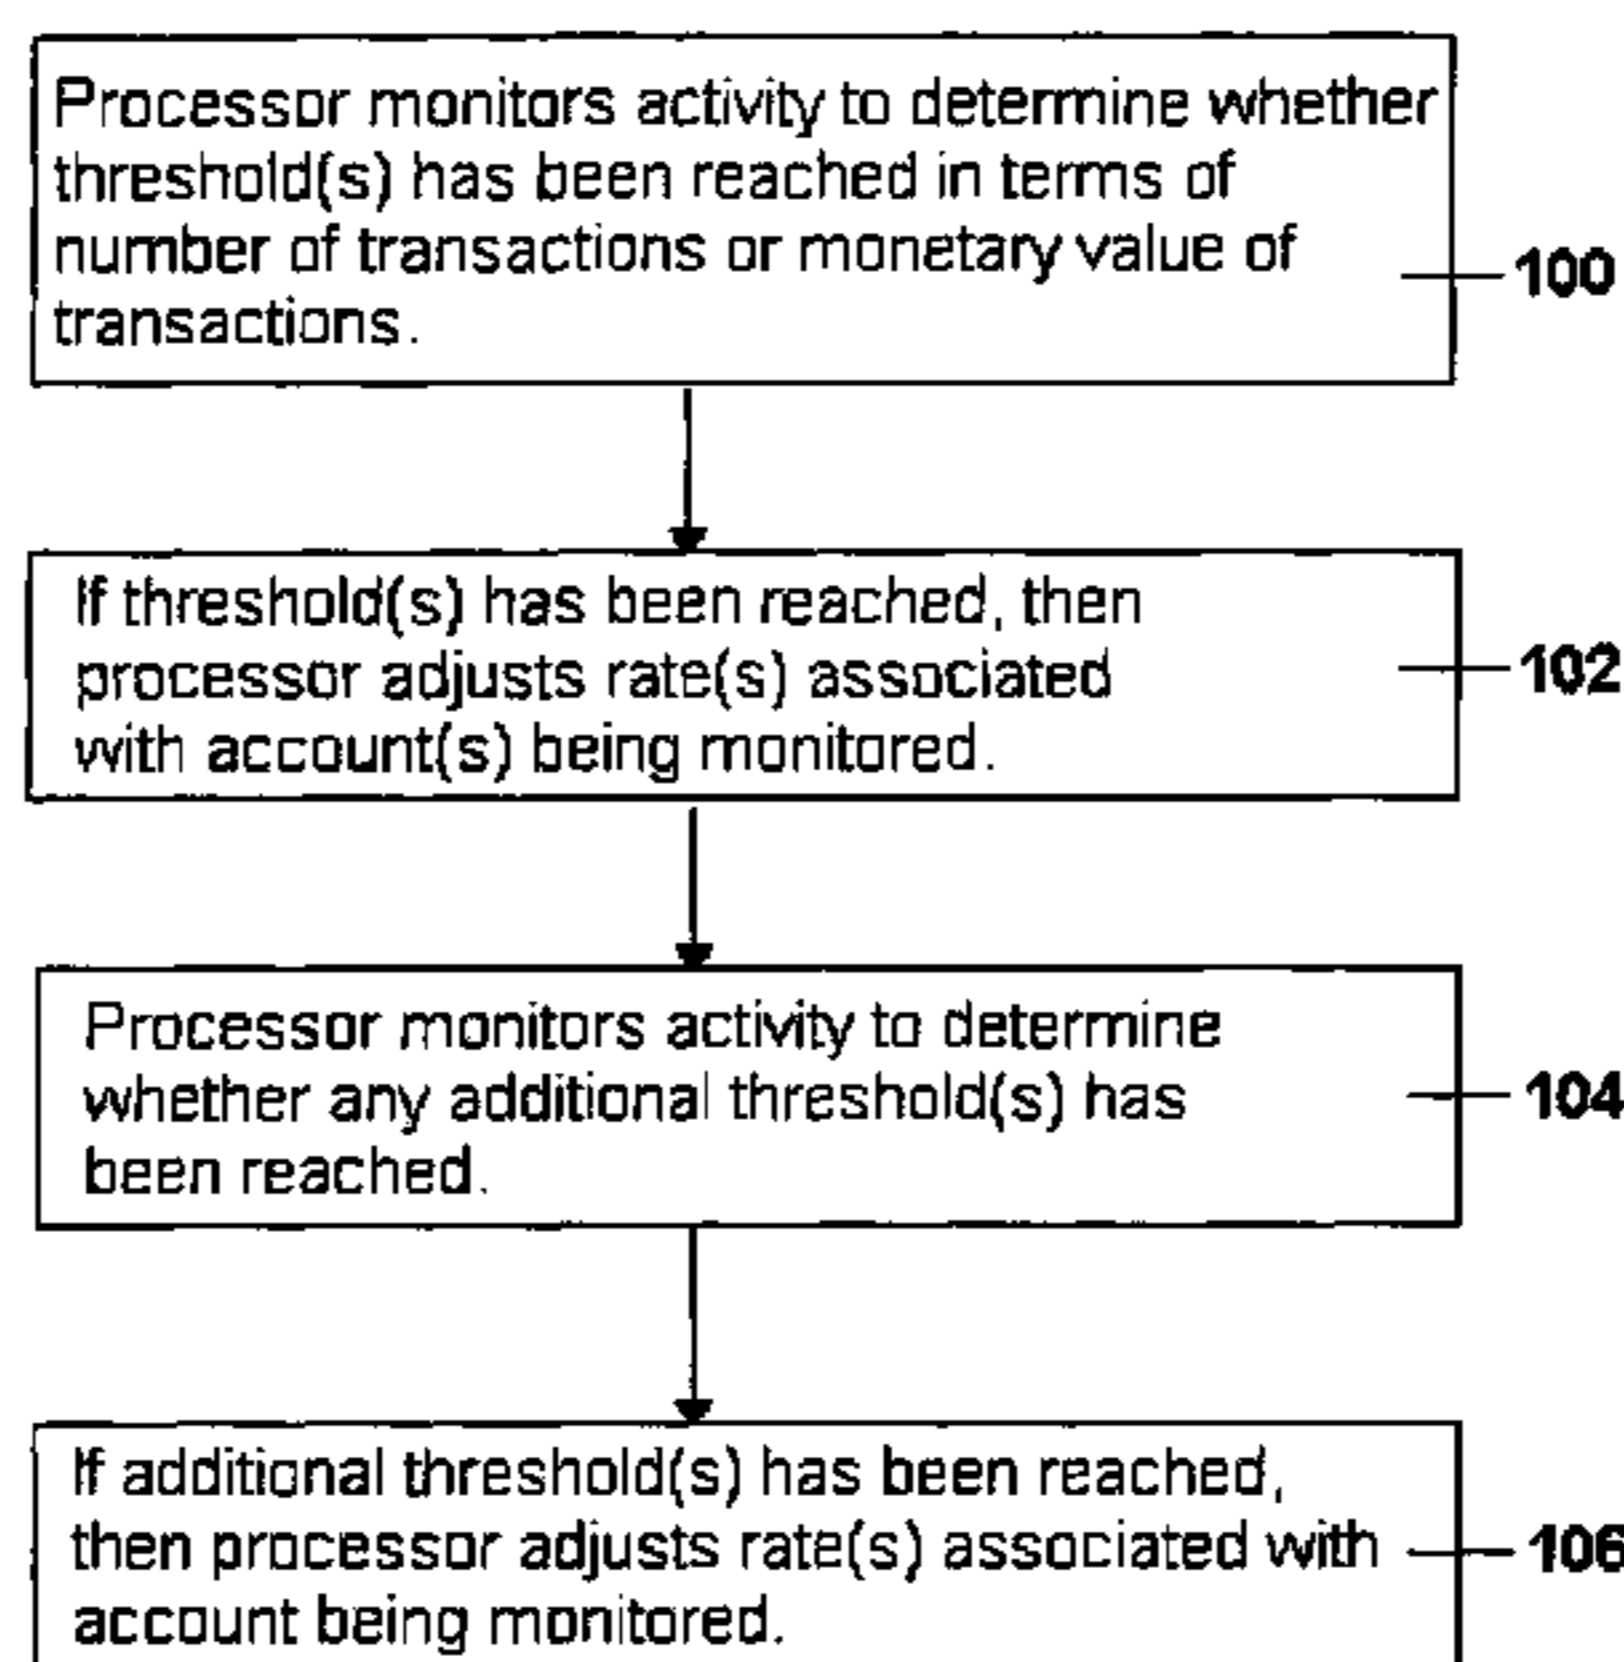 Processor monitors activity to determine whether
threshold(s) has been reached in terms of
number of transactions or monetary value of
transactions.
100
If threshold(s) has been reached, then
processor adjusts rate(s) associated
with account(s) being monitored.
102
Processor monitors activity to determine
whether any additional threshold(s) has
been reached.
104
If additional threshold(s) has been reached,
then processor adjusts rate(s) associated with
account being monitored.
106